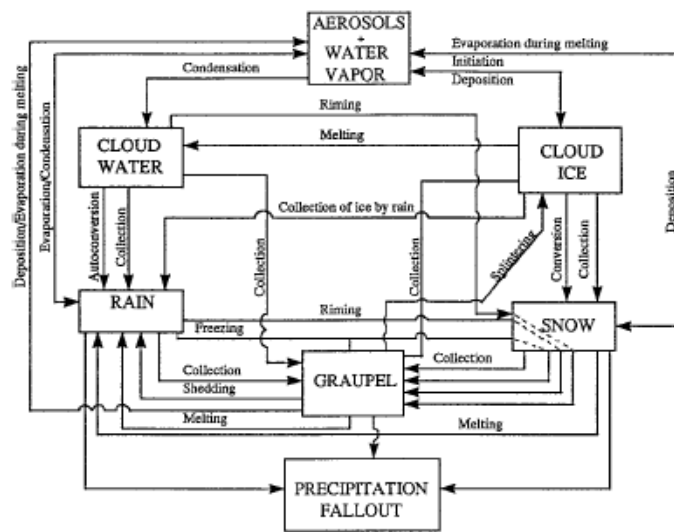 AEROSOLS
+
WATER
VAPOR
Evaporation during melting
Initiation
Deposition
Condensation
Riming
Melting
CLOUD
WATER
CLOUD
ICE
Deposition/Evaporation during melting
Evaporation/Condensation
Autoconversion
Collection
Collection of ice by rain
Collection
Collection
Splintering
Conversion
Collection
Deposition
RAIN
Riming
SNOW
Freezing
Collection
GRAUPEL
Collection
Shedding
Melting
Melting
PRECIPITATION
FALLOUT